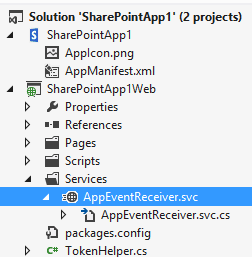 Solution 'SharePointApp1' (2 projects)
SharePointApp1
AppIcon.png
AppManifest.xml
SharePointApp1Web
Properties
References
Pages
Scripts
Services
AppEventReceiver.svc
AppEventReceiver.svc.cs
packages.config
C# TokenHelper.cs